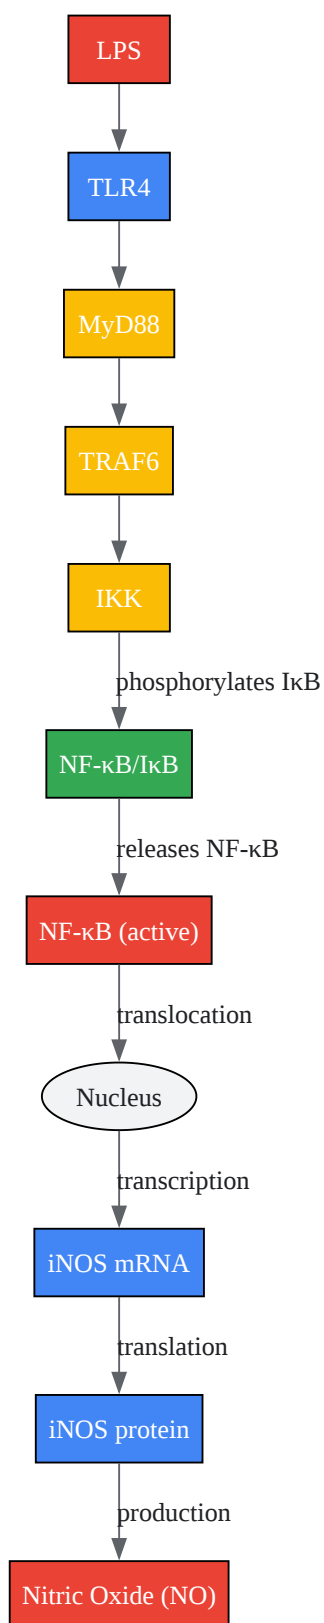 LPS
TLR4
MyD88
TRAF6
IKK
phosphorylates IκB
NF-κB/IκB
releases NF-κB
NF-κB (active)
translocation
Nucleus
transcription
iNOS mRNA
translation
iNOS protein
production
Nitric Oxide (NO)